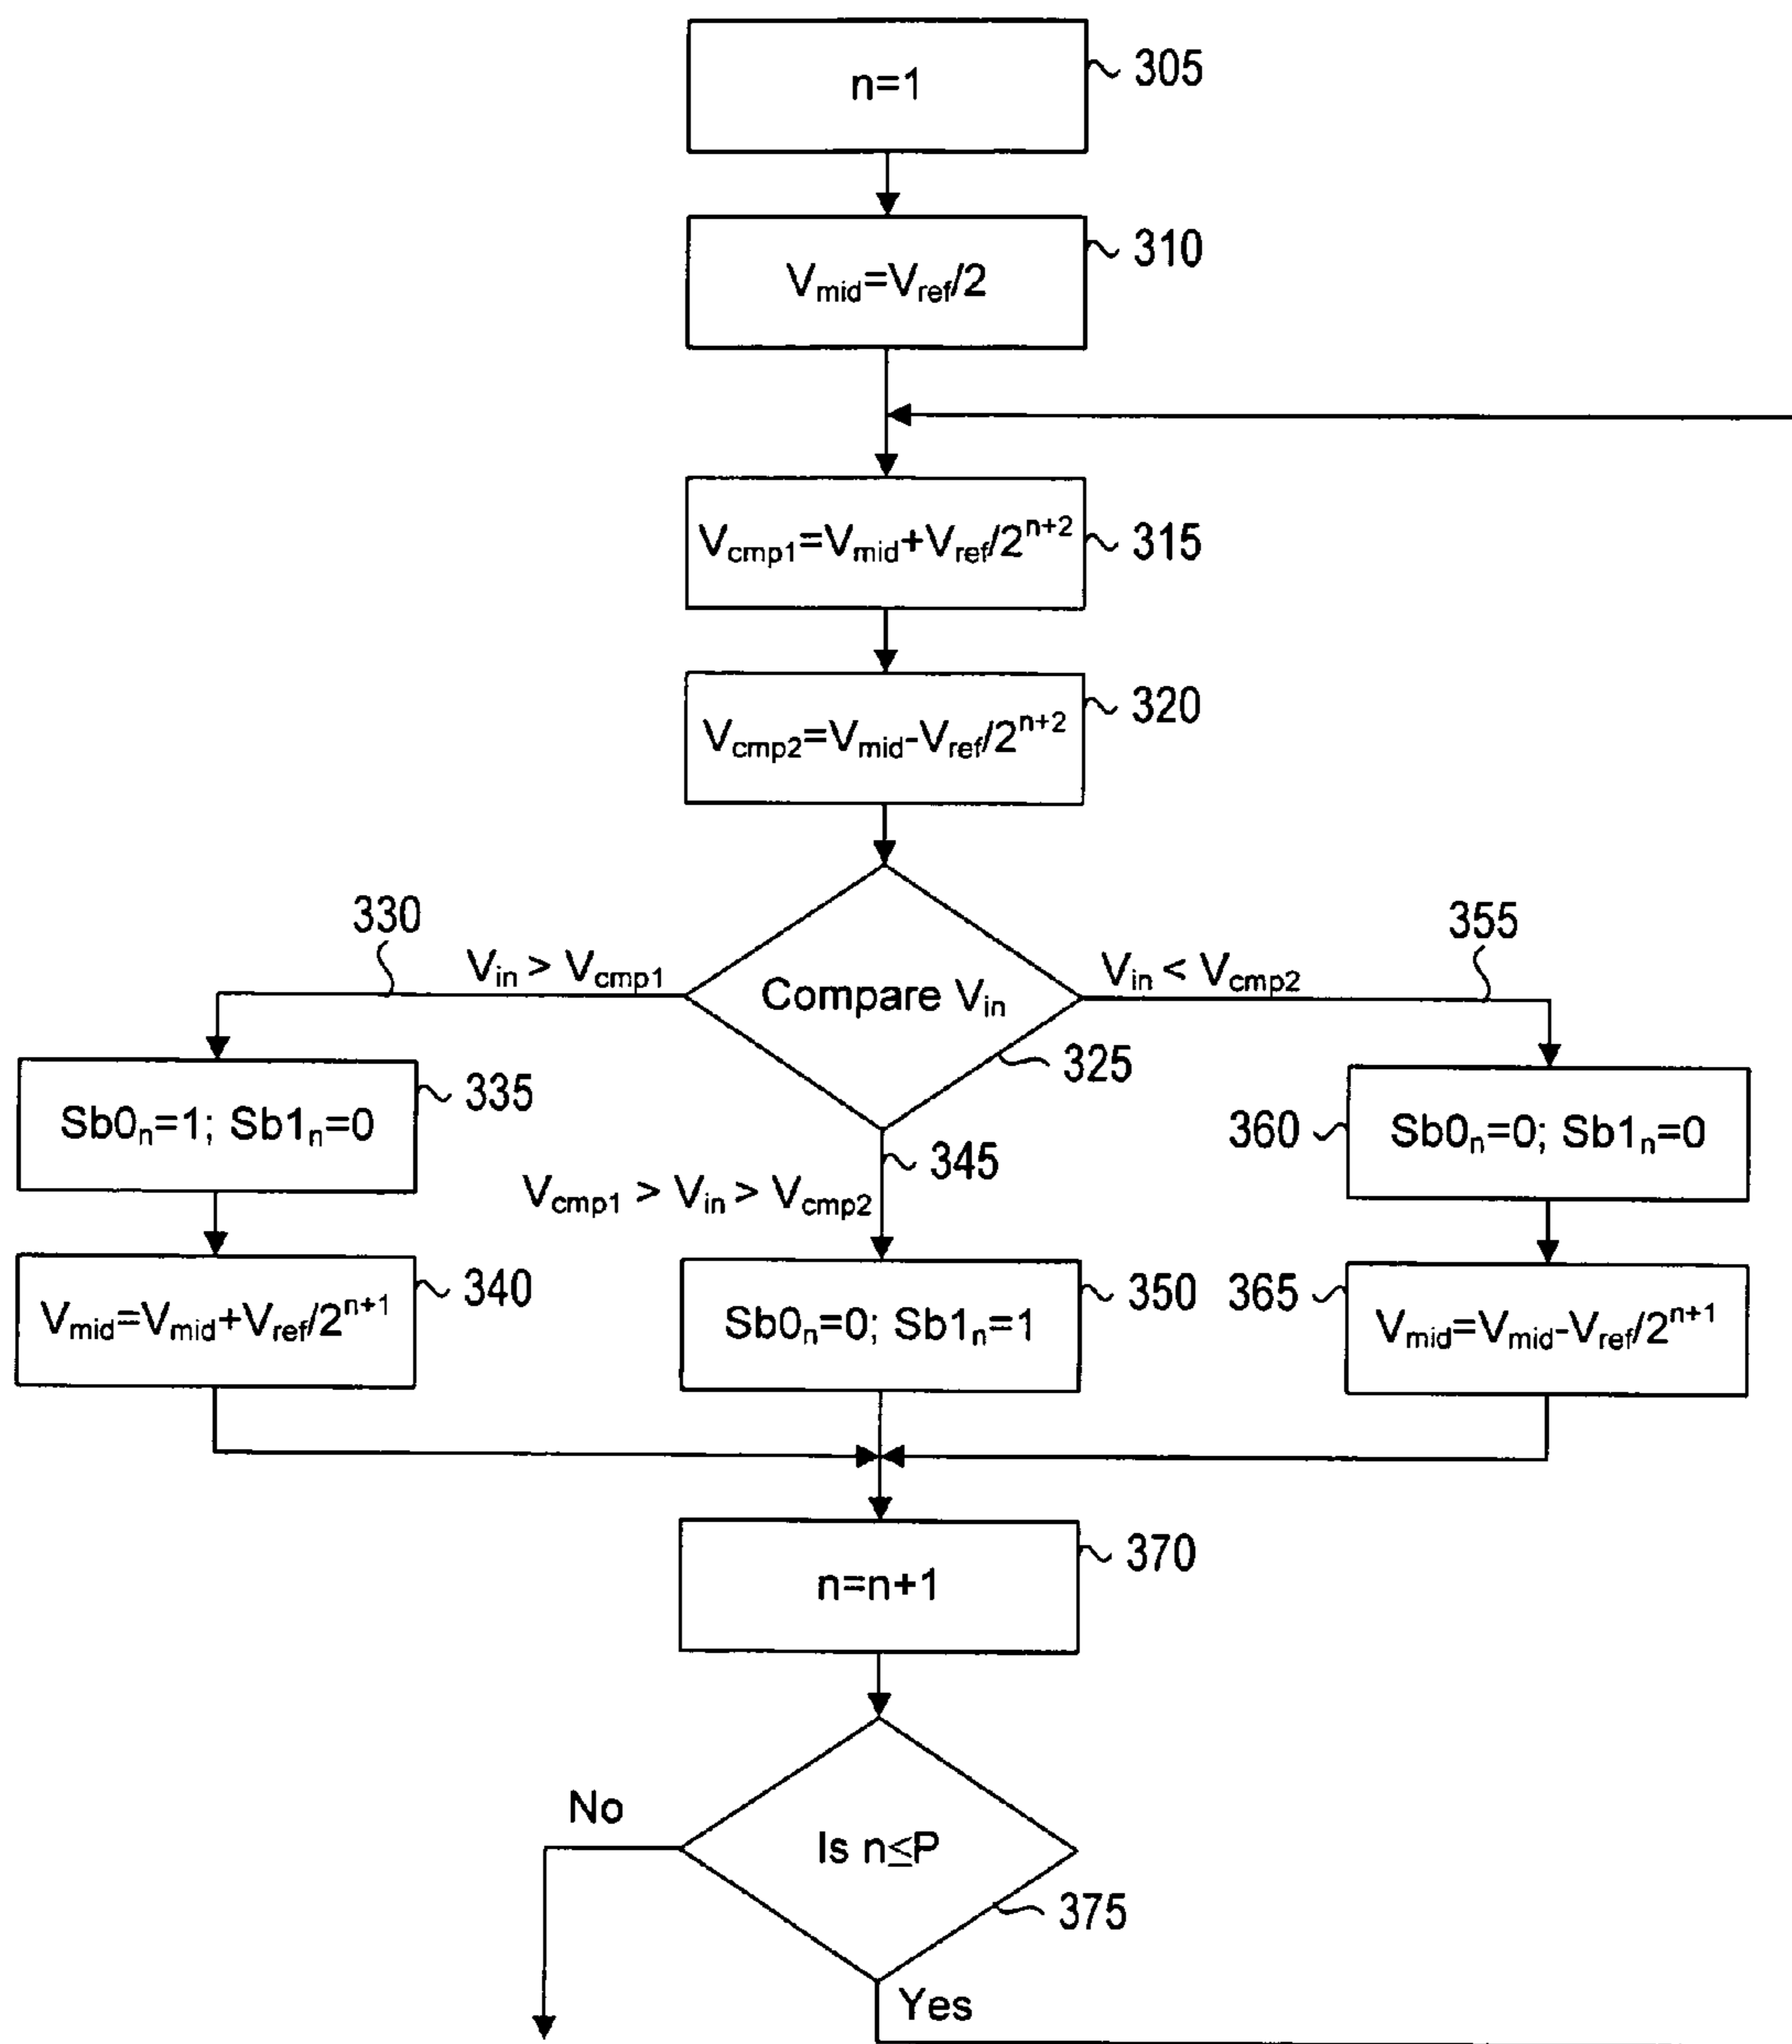 n=1
305
V_mid=V_ref/2
310
V_cmp1=V_mid+V_ref/2^n+2
315
V_cmp2=V_mid-V_ref/2^n+2
320
330
V_in > V_cmp1
Compare V_in
325
V_in < V_cmp2
355
Sb0_n=1; Sb1_n=0
335
345
V_cmp1 > V_in > V_cmp2
360
Sb0_n=0; Sb1_n=0
V_mid=V_mid+V_ref/2^n+1
340
Sb0_n=0; Sb1_n=1
350
365
V_mid=V_mid-V_ref/2^n+1
n=n+1
370
No
Is n≤P
375
Yes